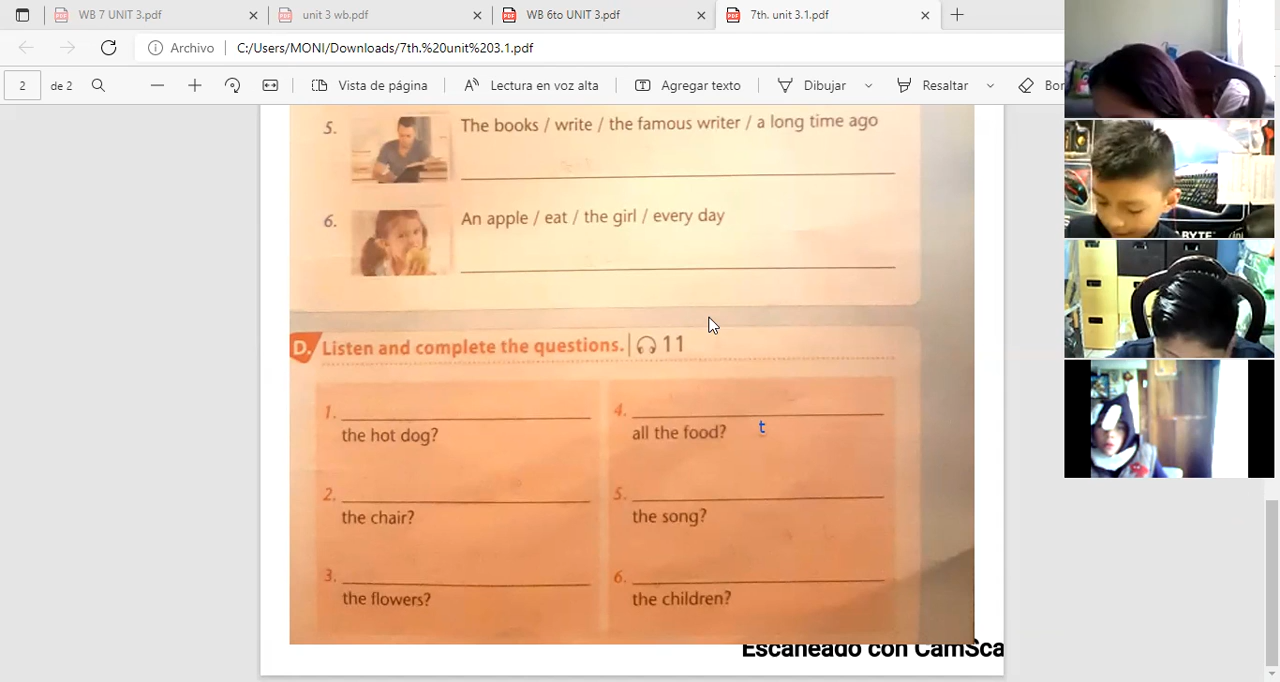 WB 7 UNIT 3.pdf
unit 3 wb.pdf
WB 6to UNIT 3.pdf
7th. unit 3.1.pdf
Archivo C:/Users/MONI/Downloads/7th.%20unit%203.1.pdf
2 de 2 Vista de página Lectura en voz alta Agregar texto Dibujar Resaltar Bor
5. The books / write / the famous writer / a long time ago
6. An apple / eat / the girl / every day
D. Listen and complete the questions. 11
1.
the hot dog?
2.
the chair?
3.
the flowers?
4.
all the food? t
5.
the song?
6.
the children?
Escaneado con CamSca